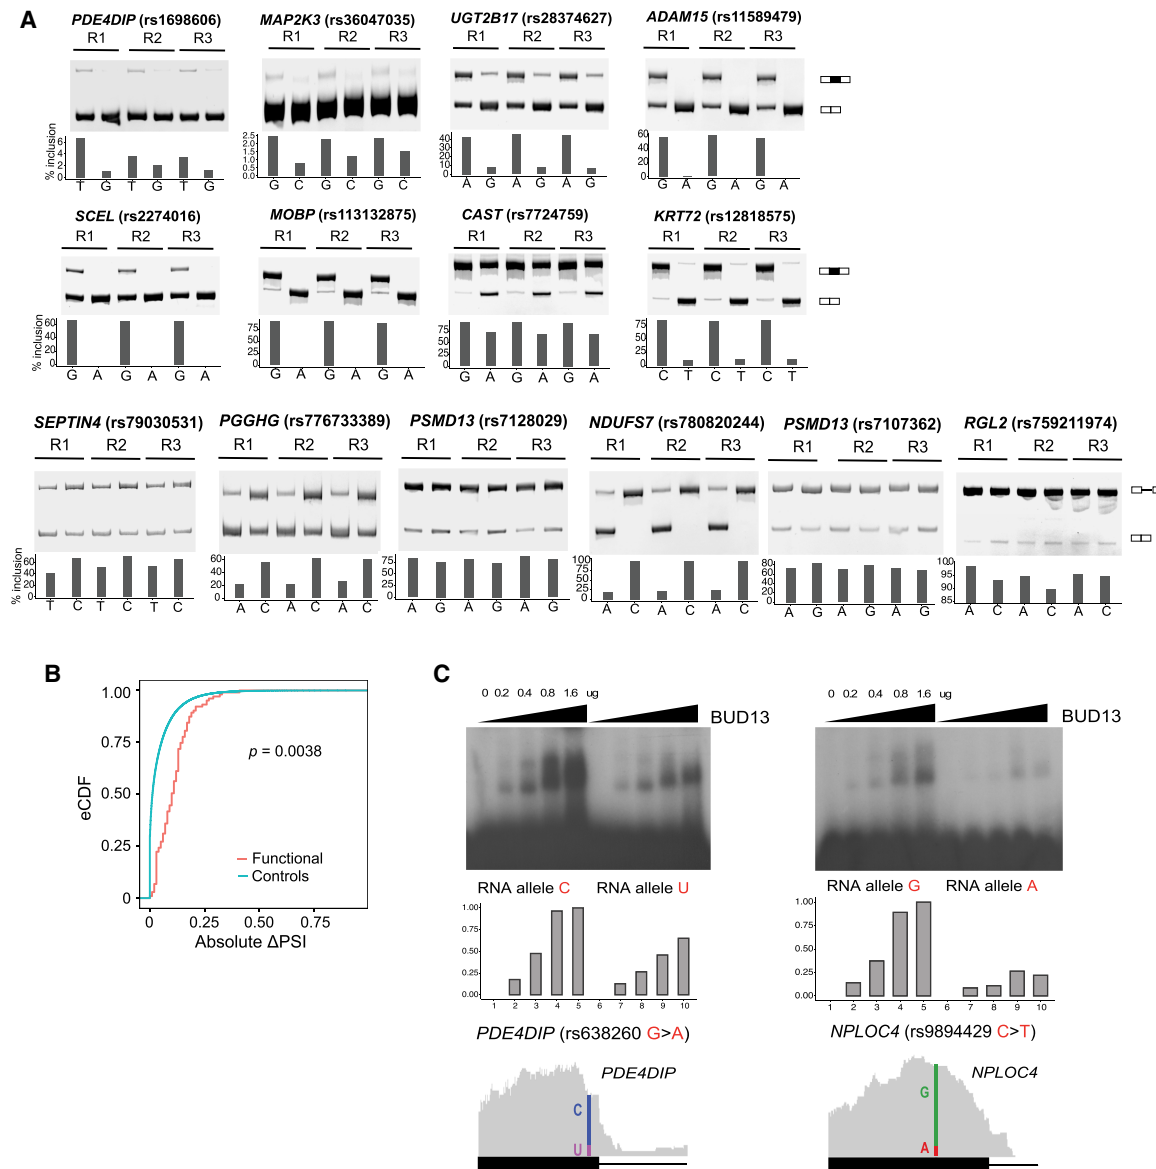 A
PDE4DIP (rs1698606) MAP2K3 (rs36047035) UGT2B17 (rs28374627) ADAM15 (rs11589479)
R1 R2 R3 R1 R2 R3 R1 R2 R3 R1 R2 R3
% inclusion
6 4 2 0
2.5 2.0 1.5 1.0 0.5 0.0
40 30 20 10 0
60 40 20 0
T G T G T G G C G C G C A G A G A G G A G A G A
SCEL (rs2274016) MOBP (rs113132875) CAST (rs7724759) KRT72 (rs12818575)
R1 R2 R3 R1 R2 R3 R1 R2 R3 R1 R2 R3
% inclusion
60 40 20 0
75 50 25 0
75 50 25 0
75 50 25 0
G A G A G A G A G A G A G A G A G A C T C T C T
SEPTIN4 (rs79030531) PGGHG (rs776733389) PSMD13 (rs7128029) NDUFS7 (rs780820244) PSMD13 (rs7107362) RGL2 (rs759211974)
R1 R2 R3 R1 R2 R3 R1 R2 R3 R1 R2 R3 R1 R2 R3 R1 R2 R3
% inclusion
60 40 20 0
60 40 20 0
75 50 25 0
100 75 50 25 0
80 60 40 20 0
100 95 90 85
T C T C T C A C A C A C A G A G A G A C A C A C A G A G A G A C A C A C
B
1.00
0.75
0.50
0.25
0
eCDF
p = 0.0038
Functional
Controls
0 0.25 0.50 0.75
Absolute ΔPSI
C
0 0.2 0.4 0.8 1.6 ug
BUD13
RNA allele C RNA allele U
1.00
0.75
0.50
0.25
0.00
1 2 3 4 5 6 7 8 9 10
PDE4DIP (rs638260 G>A)
PDE4DIP
C
U
0 0.2 0.4 0.8 1.6 ug
BUD13
RNA allele G RNA allele A
1.00
0.75
0.50
0.25
0.00
1 2 3 4 5 6 7 8 9 10
NPLOC4 (rs9894429 C>T)
NPLOC4
G
A